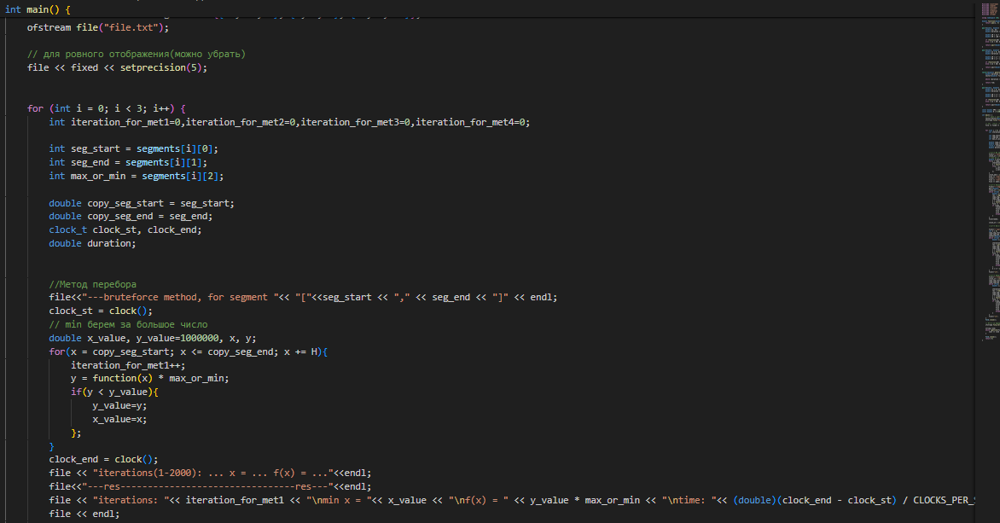 int main() {
ofstream file("file.txt");
// для ровного отображения(можно убрать)
file << fixed << setprecision(5);
for (int i = 0; i < 3; i++) {
int iteration_for_met1=0,iteration_for_met2=0,iteration_for_met3=0,iteration_for_met4=0;
int seg_start = segments[i][0];
int seg_end = segments[i][1];
int max_or_min = segments[i][2];
double copy_seg_start = seg_start;
double copy_seg_end = seg_end;
clock_t clock_st, clock_end;
double duration;
//Метод перебора
file<<"---bruteforce method, for segment "<< "["<<seg_start << "," << seg_end << "]" << endl;
clock_st = clock();
// min берем за большое число
double x_value, y_value=1000000, x, y;
for(x = copy_seg_start; x <= copy_seg_end; x += H){
iteration_for_met1++;
y = function(x) * max_or_min;
if(y < y_value){
y_value=y;
x_value=x;
};
}
clock_end = clock();
file << "iterations(1-2000): ... x = ... f(x) = ..."<<endl;
file<<"---res--------------------------------res---"<<endl;
file << "iterations: "<< iteration_for_met1 << "\nmin x = "<< x_value << "\nf(x) = " << y_value * max_or_min << "\ntime: "<< (double)(clock_end - clock_st) / CLOCKS_PER_
file << endl;